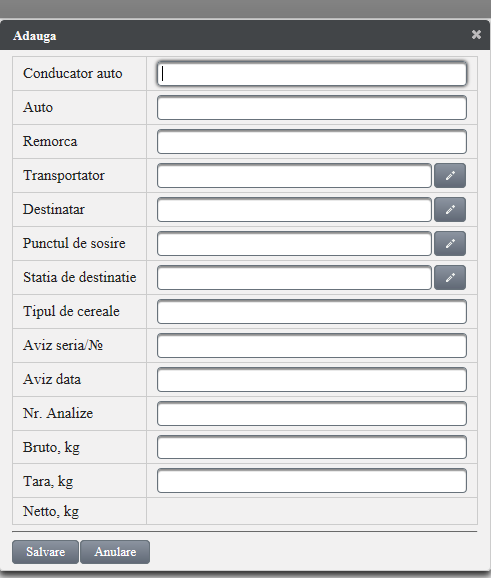 Adauga
Conducator auto
Auto
Remorca
Transportator
Destinatar
Punctul de sosire
Statia de destinatie
Tipul de cereale
Aviz seria/№
Aviz data
Nr. Analize
Bruto, kg
Tara, kg
Netto, kg
Salvare Anulare